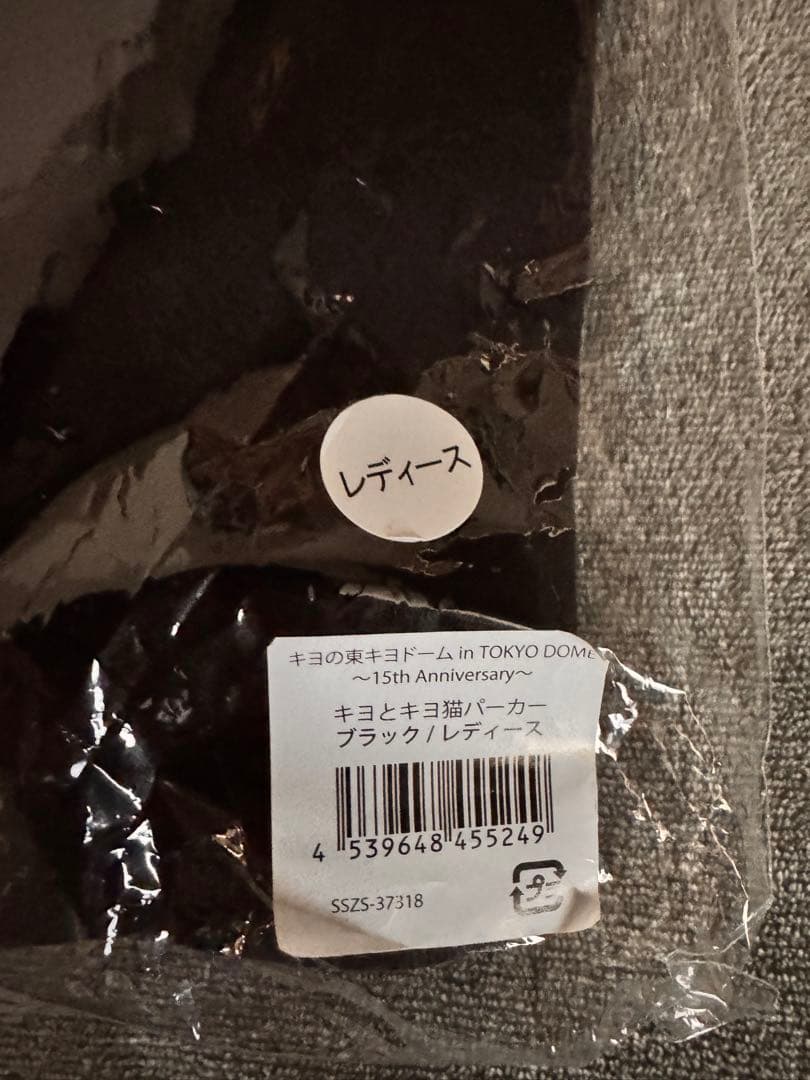 レディース
キヨの東キヨドーム in TOKYO DOME
～15th Anniversary～
キヨとキヨ猫パーカー
ブラック / レディース
4 539648 455249
SSZS-37318
プラ